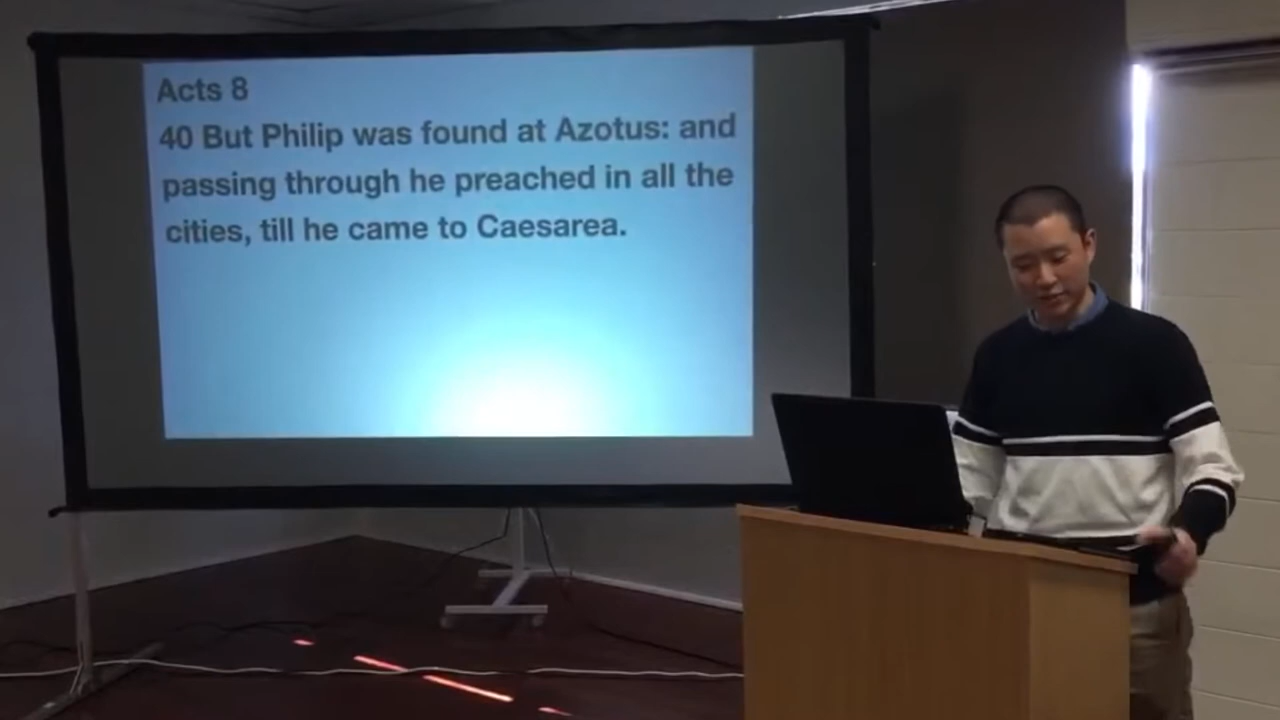 Acts 8
40 But Philip was found at Azotus: and
passing through he preached in all the
cities, till he came to Caesarea.